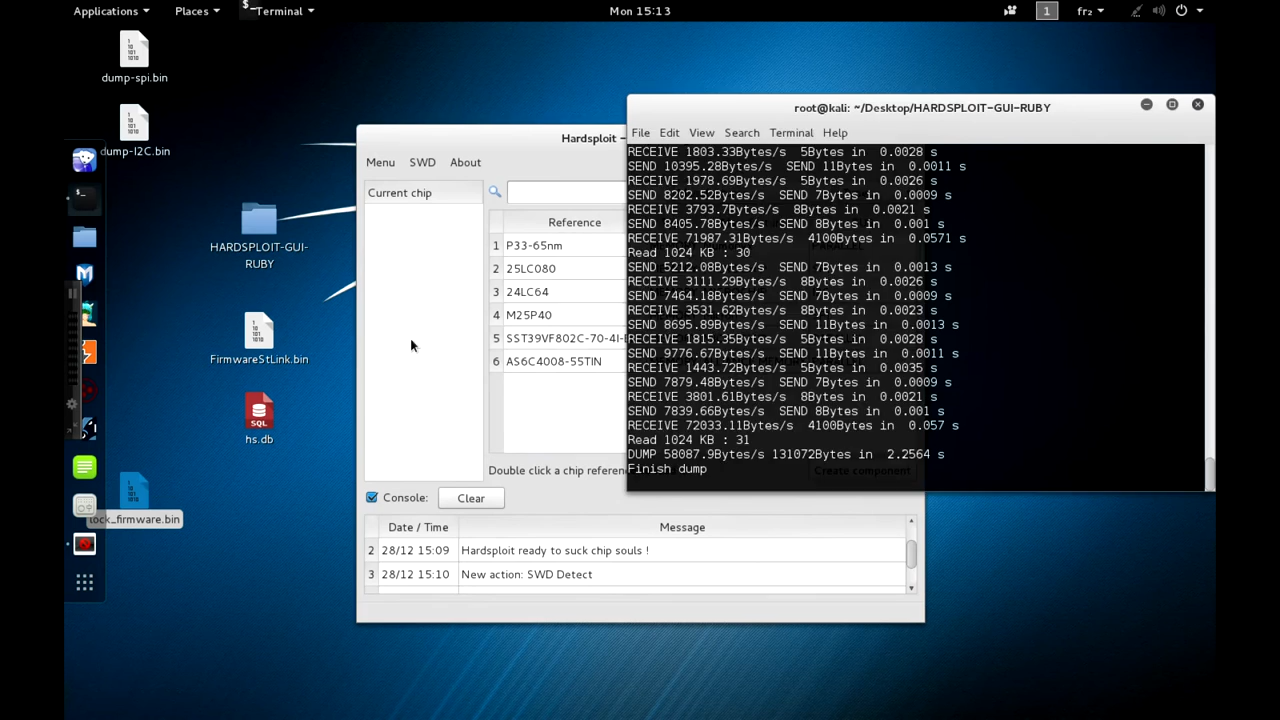 Applications Places Terminal Mon 15:13 1 fr₂
dump-spi.bin
dump-I2C.bin
HARDSPLOIT-GUI-
RUBY
FirmwareStLink.bin
SQL
hs.db
lock_firmware.bin
Hardsploit –
Menu SWD About
Current chip
Reference
1 P33-65nm
2 25LC080
3 24LC64
4 M25P40
5 SST39VF802C-70-4I-
6 AS6C4008-55TIN
Double click a chip referenc
Create component
Console: Clear
Date / Time Message
2 28/12 15:09 Hardsploit ready to suck chip souls !
3 28/12 15:10 New action: SWD Detect
root@kali: ~/Desktop/HARDSPLOIT-GUI-RUBY
File Edit View Search Terminal Help
RECEIVE 1803.33Bytes/s 5Bytes in 0.0028 s
SEND 10395.28Bytes/s SEND 11Bytes in 0.0011 s
RECEIVE 1978.69Bytes/s 5Bytes in 0.0026 s
SEND 8202.52Bytes/s SEND 7Bytes in 0.0009 s
RECEIVE 3793.7Bytes/s 8Bytes in 0.0021 s
SEND 8405.78Bytes/s SEND 8Bytes in 0.001 s
RECEIVE 71987.31Bytes/s 4100Bytes in 0.0571 s
Read 1024 KB : 30
SEND 5212.08Bytes/s SEND 7Bytes in 0.0013 s
RECEIVE 3111.29Bytes/s 8Bytes in 0.0026 s
SEND 7464.18Bytes/s SEND 7Bytes in 0.0009 s
RECEIVE 3531.62Bytes/s 8Bytes in 0.0023 s
SEND 8695.89Bytes/s SEND 11Bytes in 0.0013 s
RECEIVE 1815.35Bytes/s 5Bytes in 0.0028 s
SEND 9776.67Bytes/s SEND 11Bytes in 0.0011 s
RECEIVE 1443.72Bytes/s 5Bytes in 0.0035 s
SEND 7879.48Bytes/s SEND 7Bytes in 0.0009 s
RECEIVE 3801.61Bytes/s 8Bytes in 0.0021 s
SEND 7839.66Bytes/s SEND 8Bytes in 0.001 s
RECEIVE 72033.11Bytes/s 4100Bytes in 0.057 s
Read 1024 KB : 31
DUMP 58087.9Bytes/s 131072Bytes in 2.2564 s
Finish dump